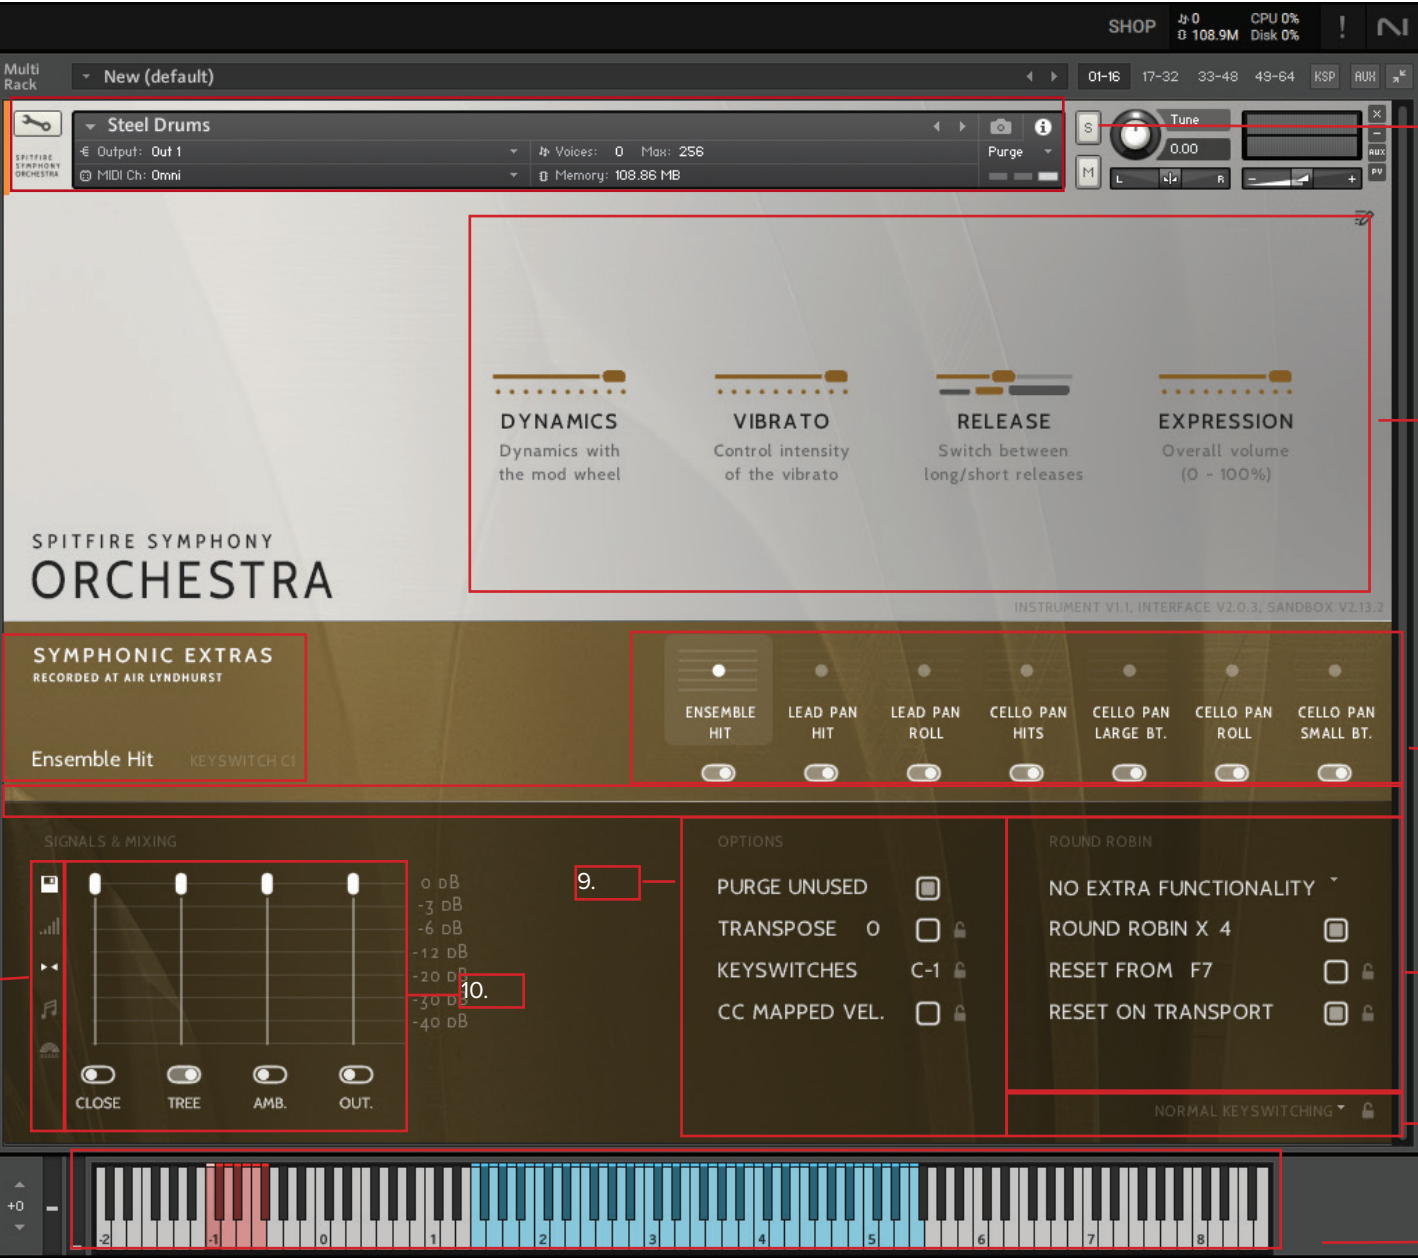 SHOP
0 CPU 0%
108.9M Disk 0%
Multi Rack
New (default)
01-16 17-32 33-48 49-64 KSP AUX
SPITFIRE SYMPHONY ORCHESTRA
Steel Drums
Output: Out 1
Voices: 0 Max: 256
Purge
MIDI Ch: Omni
Memory: 108.86 MB
S
M
Tune
0.00
L R
- +
×
-
AUX
PV
DYNAMICS
Dynamics with
the mod wheel
VIBRATO
Control intensity
of the vibrato
RELEASE
Switch between
long/short releases
EXPRESSION
Overall volume
(0 - 100%)
SPITFIRE SYMPHONY
ORCHESTRA
INSTRUMENT V1.1, INTERFACE V2.0.3, SANDBOX V2.13.2
SYMPHONIC EXTRAS
RECORDED AT AIR LYNDHURST
Ensemble Hit KEYSWITCH C1
ENSEMBLE HIT
LEAD PAN HIT
LEAD PAN ROLL
CELLO PAN HITS
CELLO PAN LARGE BT.
CELLO PAN ROLL
CELLO PAN SMALL BT.
SIGNALS & MIXING
0 DB
-3 DB
-6 DB
-12 DB
-20 DB
-30 DB
-40 DB
CLOSE TREE AMB. OUT.
9.
10.
OPTIONS
PURGE UNUSED
TRANSPOSE 0
KEYSWITCHES C-1
CC MAPPED VEL.
ROUND ROBIN
NO EXTRA FUNCTIONALITY
ROUND ROBIN X 4
RESET FROM F7
RESET ON TRANSPORT
NORMAL KEYSWITCHING
+0
-2 -1 0 1 2 3 4 5 6 7 8